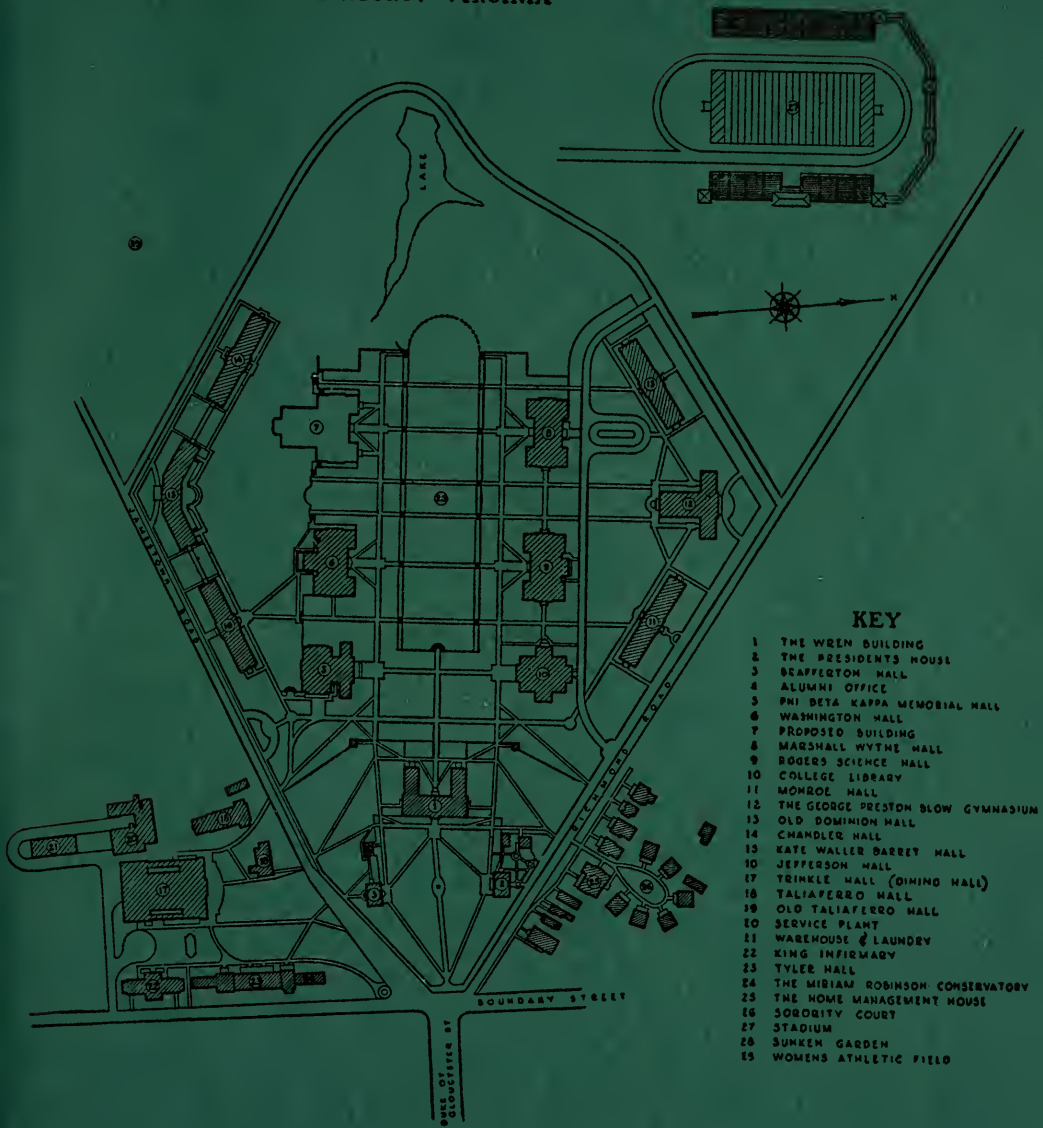 VIRGINIA
LAKE
N
JAMESTOWN ROAD
RICHMOND ROAD
BOUNDARY STREET
DUKE OF
GLOUCESTER ST
KEY
1 THE WREN BUILDING
2 THE PRESIDENTS HOUSE
3 BRAFFERTON HALL
4 ALUMNI OFFICE
5 PHI BETA KAPPA MEMORIAL HALL
6 WASHINGTON HALL
7 PROPOSED BUILDING
8 MARSHALL WYTHE HALL
9 ROGERS SCIENCE HALL
10 COLLEGE LIBRARY
11 MONROE HALL
12 THE GEORGE PRESTON BLOW GYMNASIUM
13 OLD DOMINION HALL
14 CHANDLER HALL
15 KATE WALLER BARRET HALL
16 JEFFERSON HALL
17 TRINKLE HALL (DINING HALL)
18 TALIAFERRO HALL
19 OLD TALIAFERRO HALL
20 SERVICE PLANT
21 WAREHOUSE & LAUNDRY
22 KING INFIRMARY
23 TYLER HALL
24 THE MIRIAM ROBINSON CONSERVATORY
25 THE HOME MANAGEMENT HOUSE
26 SORORITY COURT
27 STADIUM
28 SUNKEN GARDEN
29 WOMENS ATHLETIC FIELD